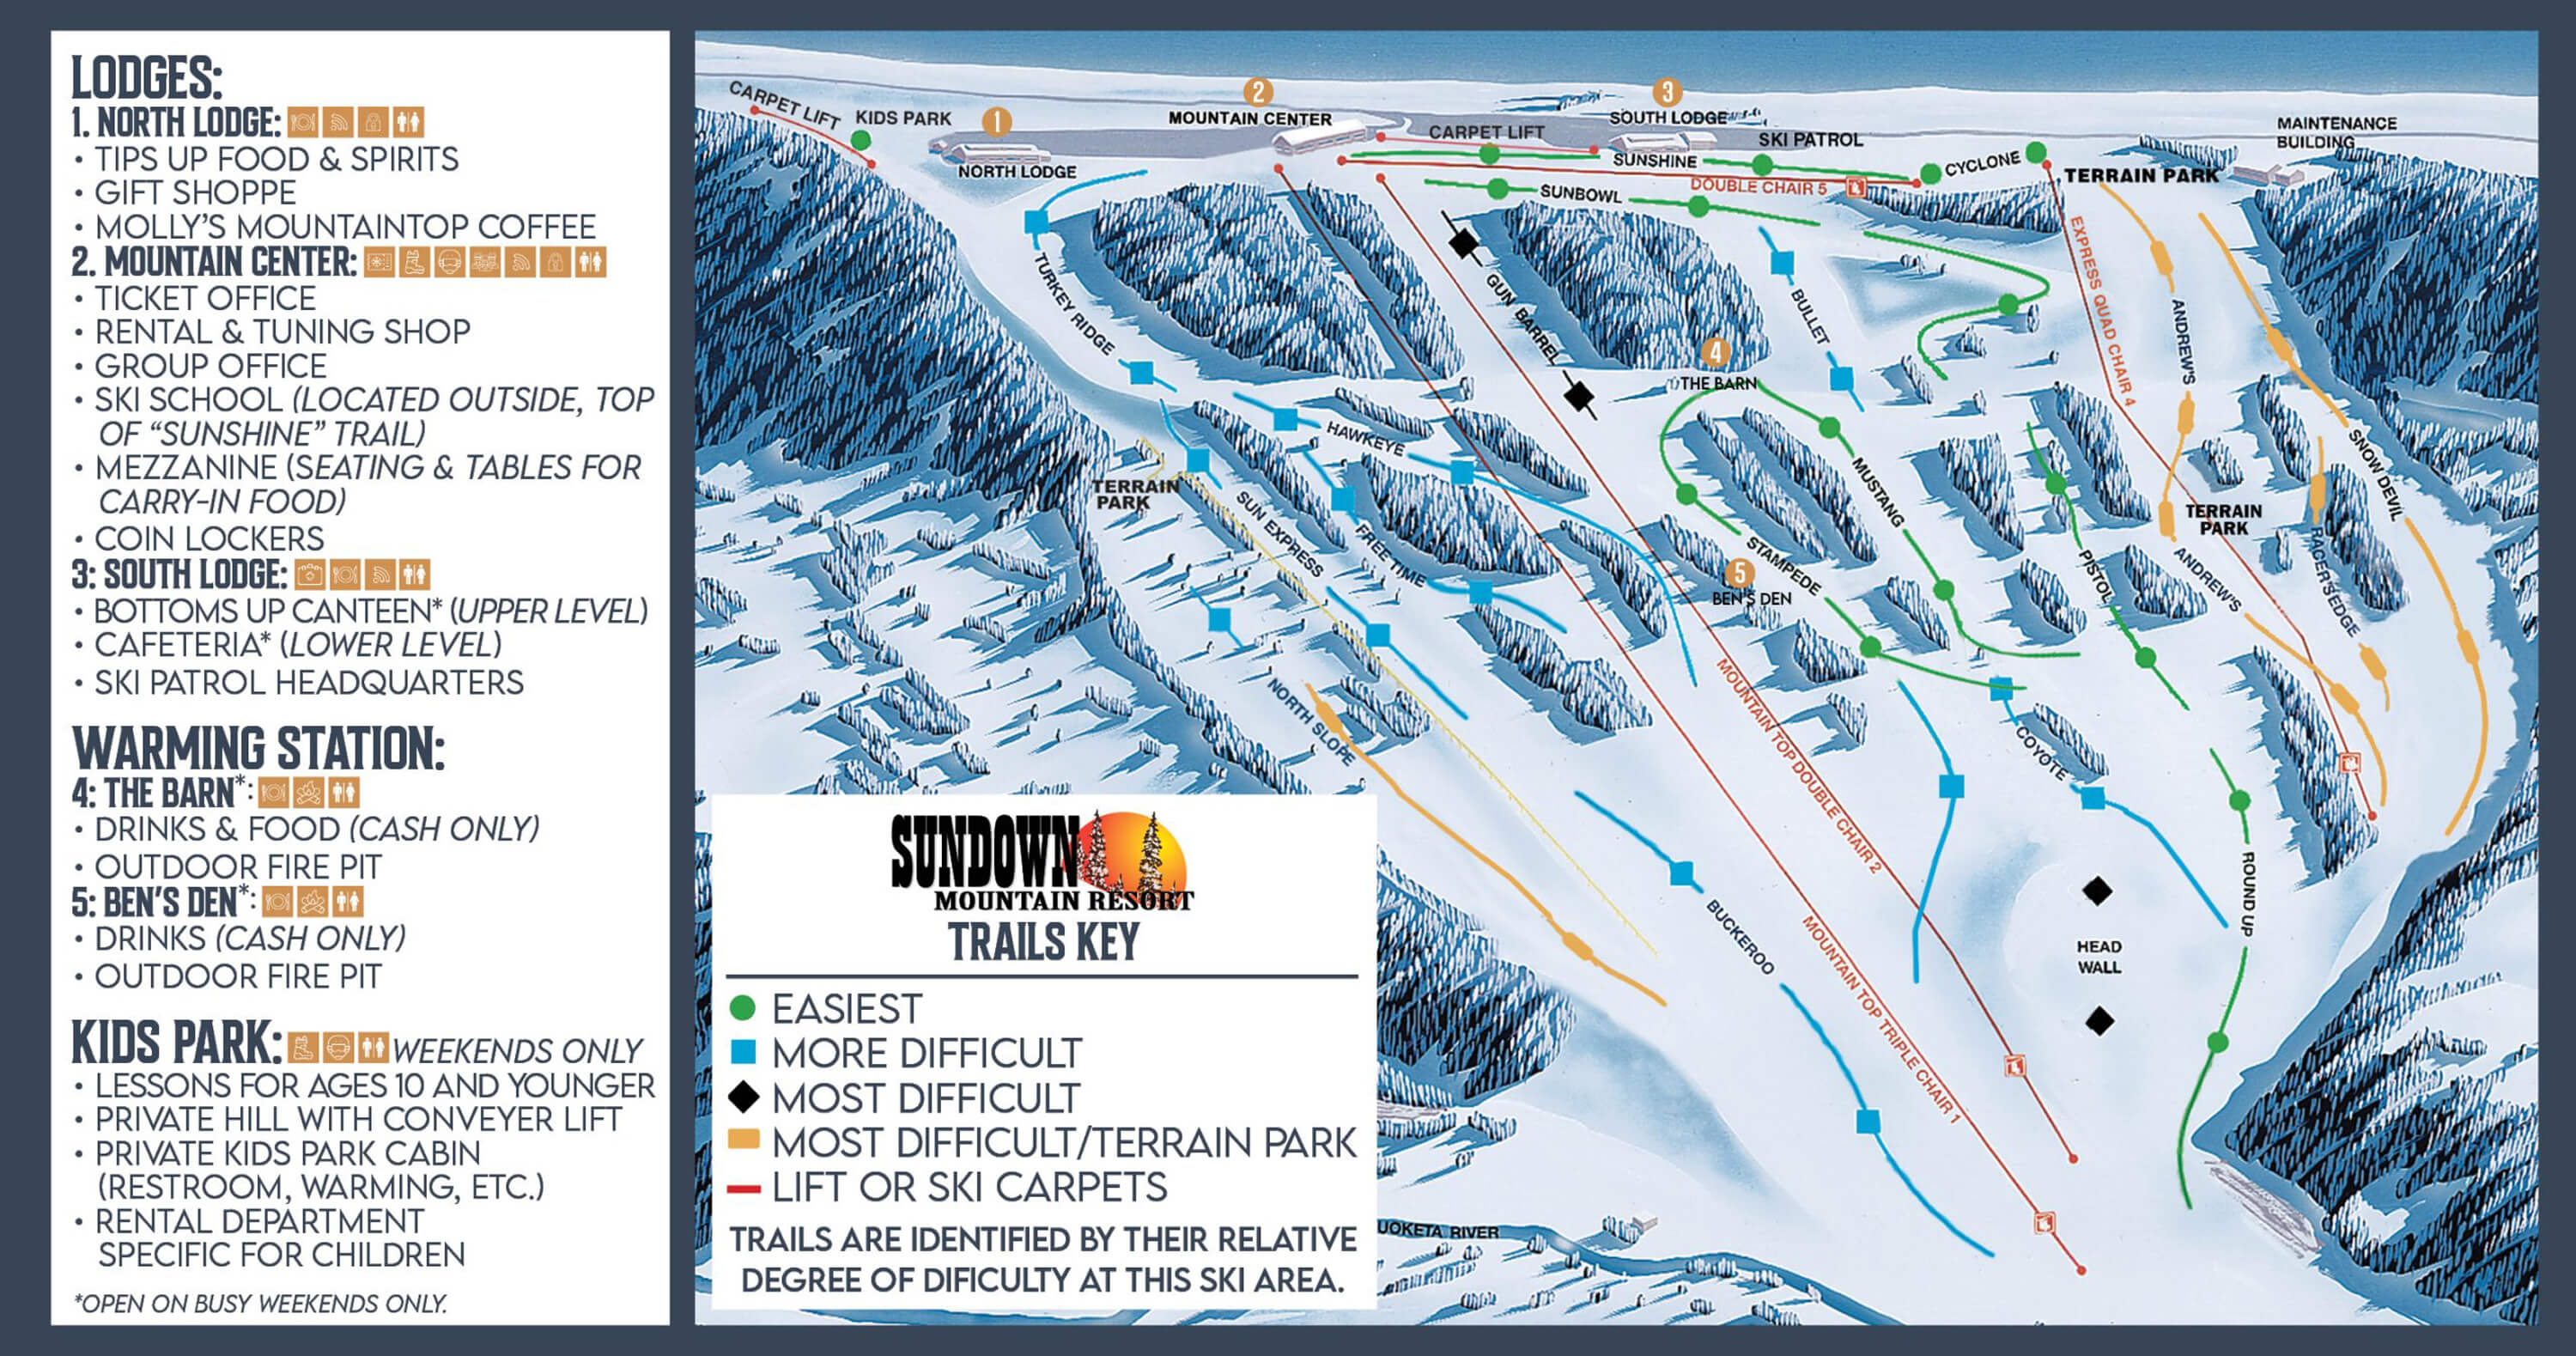 LODGES:
1. NORTH LODGE:
• TIPS UP FOOD & SPIRITS
• GIFT SHOPPE
• MOLLY'S MOUNTAINTOP COFFEE
2. MOUNTAIN CENTER:
• TICKET OFFICE
• RENTAL & TUNING SHOP
• GROUP OFFICE
• SKI SCHOOL (LOCATED OUTSIDE, TOP
OF "SUNSHINE" TRAIL)
• MEZZANINE (SEATING & TABLES FOR
CARRY-IN FOOD)
• COIN LOCKERS
3: SOUTH LODGE:
• BOTTOMS UP CANTEEN* (UPPER LEVEL)
• CAFETERIA* (LOWER LEVEL)
• SKI PATROL HEADQUARTERS
WARMING STATION:
4: THE BARN*:
• DRINKS & FOOD (CASH ONLY)
• OUTDOOR FIRE PIT
5: BEN'S DEN*:
• DRINKS (CASH ONLY)
• OUTDOOR FIRE PIT
KIDS PARK: WEEKENDS ONLY
• LESSONS FOR AGES 10 AND YOUNGER
• PRIVATE HILL WITH CONVEYER LIFT
• PRIVATE KIDS PARK CABIN
(RESTROOM, WARMING, ETC.)
• RENTAL DEPARTMENT
SPECIFIC FOR CHILDREN
*OPEN ON BUSY WEEKENDS ONLY.
CARPET LIFT
KIDS PARK
1
NORTH LODGE
2
MOUNTAIN CENTER
CARPET LIFT
3
SOUTH LODGE
SKI PATROL
SUNSHINE
DOUBLE CHAIR 5
CYCLONE
SUNBOWL
TERRAIN PARK
MAINTENANCE
BUILDING
TURKEY RIDGE
GUN BARREL
BULLET
EXPRESS QUAD CHAIR 4
ANDREW'S
SNOW DEVIL
4
THE BARN
HAWKEYE
MUSTANG
TERRAIN
PARK
SUN EXPRESS
FREE TIME
STAMPEDE
5
BEN'S DEN
PISTOL
TERRAIN
PARK
ANDREW'S
RAGER'S EDGE
NORTH SLOPE
MOUNTAIN TOP DOUBLE CHAIR 2
COYOTE
ROUND UP
HEAD
WALL
BUCKEROO
MOUNTAIN TOP TRIPLE CHAIR 1
UOKETA RIVER
SUNDOWN
MOUNTAIN RESORT
TRAILS KEY
EASIEST
MORE DIFFICULT
MOST DIFFICULT
MOST DIFFICULT/TERRAIN PARK
LIFT OR SKI CARPETS
TRAILS ARE IDENTIFIED BY THEIR RELATIVE
DEGREE OF DIFICULTY AT THIS SKI AREA.